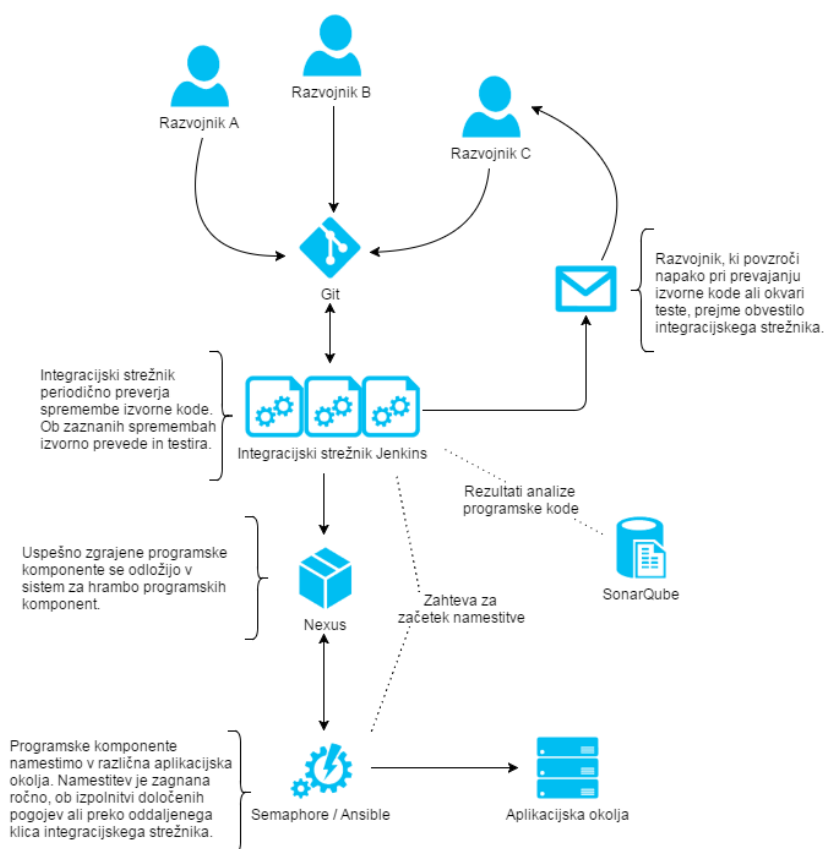 Razvojnik A
Razvojnik B
Razvojnik C
Git
Razvojnik, ki povzroči
napako pri prevajanju
izvorne kode ali okvari
teste, prejme obvestilo
integracijskega strežnika.
Integracijski strežnik
periodično preverja
spremembe izvorne kode.
Ob zaznanih spremembah
izvorno prevede in testira.
Integracijski strežnik Jenkins
Rezultati analize
programske kode
SonarQube
Uspešno zgrajene programske
komponente se odložijo v
sistem za hrambo programskih
komponent.
Nexus
Zahteva za
začetek namestitve
Programske komponente
namestimo v različna aplikacijska
okolja. Namestitev je zagnana
ročno, ob izpolnitvi določenih
pogojev ali preko oddaljenega
klica integracijskega strežnika.
Semaphore / Ansible
Aplikacijska okolja